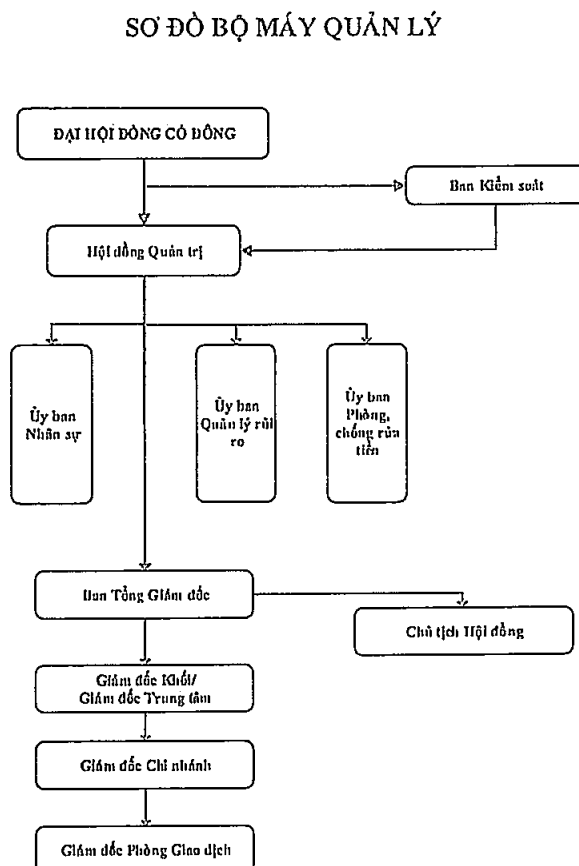 SƠ ĐỒ BỘ MÁY QUẢN LÝ
ĐẠI HỘI ĐỒNG CỔ ĐÔNG
Ban Kiểm soát
Hội đồng Quản trị
Ủy ban
Nhân sự
Ủy ban
Quản lý rủi
ro
Ủy ban
Phòng,
chống rửa
tiền
Ban Tổng Giám đốc
Chủ tịch Hội đồng
Giám đốc Khối/
Giám đốc Trung tâm
Giám đốc Chi nhánh
Giám đốc Phòng Giao dịch